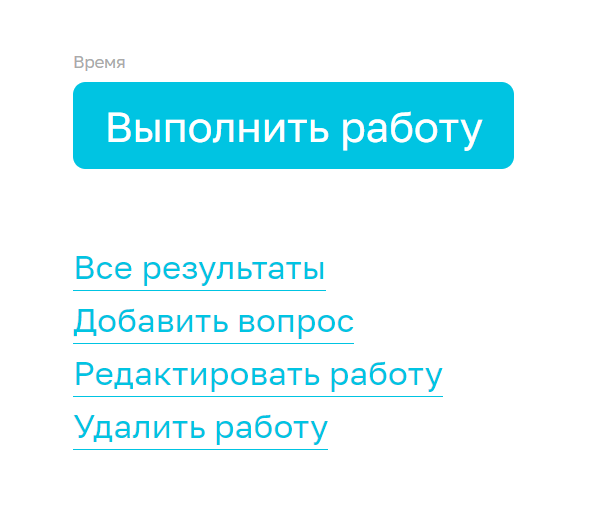 Время
Выполнить работу
Все результаты
Добавить вопрос
Редактировать работу
Удалить работу